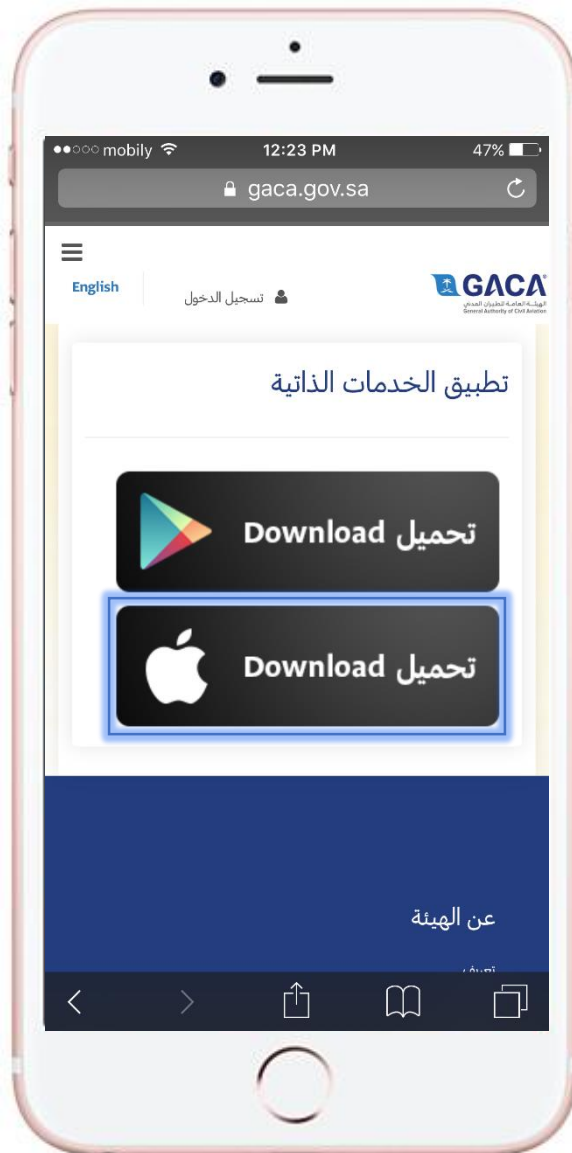 mobily 12:23 PM 47%
gaca.gov.sa
English
تسجيل الدخول
GACA
الهيئة العامة للطيران المدني
General Authority of Civil Aviation
تطبيق الخدمات الذاتية
تحميل Download
تحميل Download
عن الهيئة